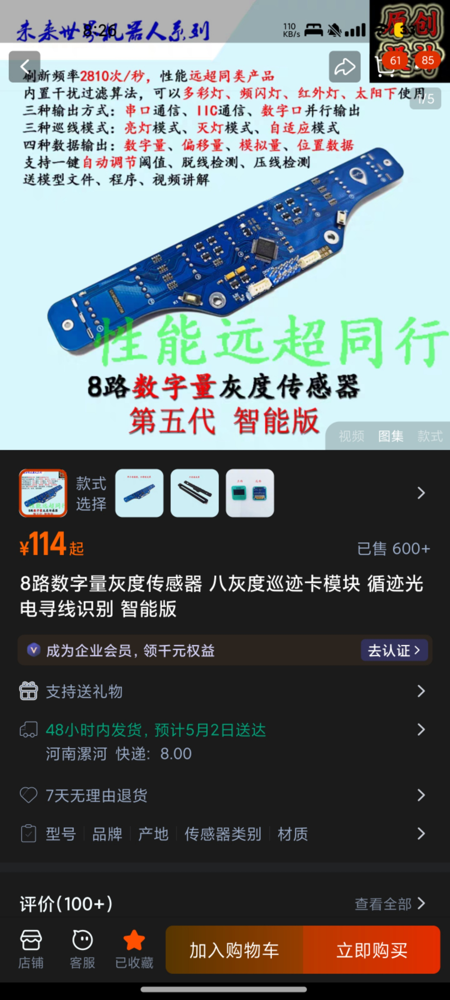 未来世界机器人系列
8:26
110
KB/s
原创
设计
61
85
刷新频率2810次/秒，性能远超同类产品
内置干扰过滤算法，可以多彩灯、频闪灯、红外灯、太阳下使用
1/5
三种输出方式：串口通信、IIC通信、数字口并行输出
三种巡线模式：亮灯模式、灭灯模式、自适应模式
四种数据输出：数字量、偏移量、模拟量、位置数据
支持一键自动调节阈值、脱线检测、压线检测
送模型文件、程序、视频讲解
K1
性能远超同行
8路数字量灰度传感器
第五代 智能版
视频 图集 款式
款式
选择
¥114起
已售 600+
8路数字量灰度传感器 八灰度巡迹卡模块 循迹光
电寻线识别 智能版
成为企业会员，领千元权益
去认证
支持送礼物
48小时内发货，预计5月2日送达
河南漯河 快递: 8.00
7天无理由退货
型号 品牌 产地 传感器类别 材质
评价(100+)
查看全部
店铺
客服
已收藏
加入购物车
立即购买